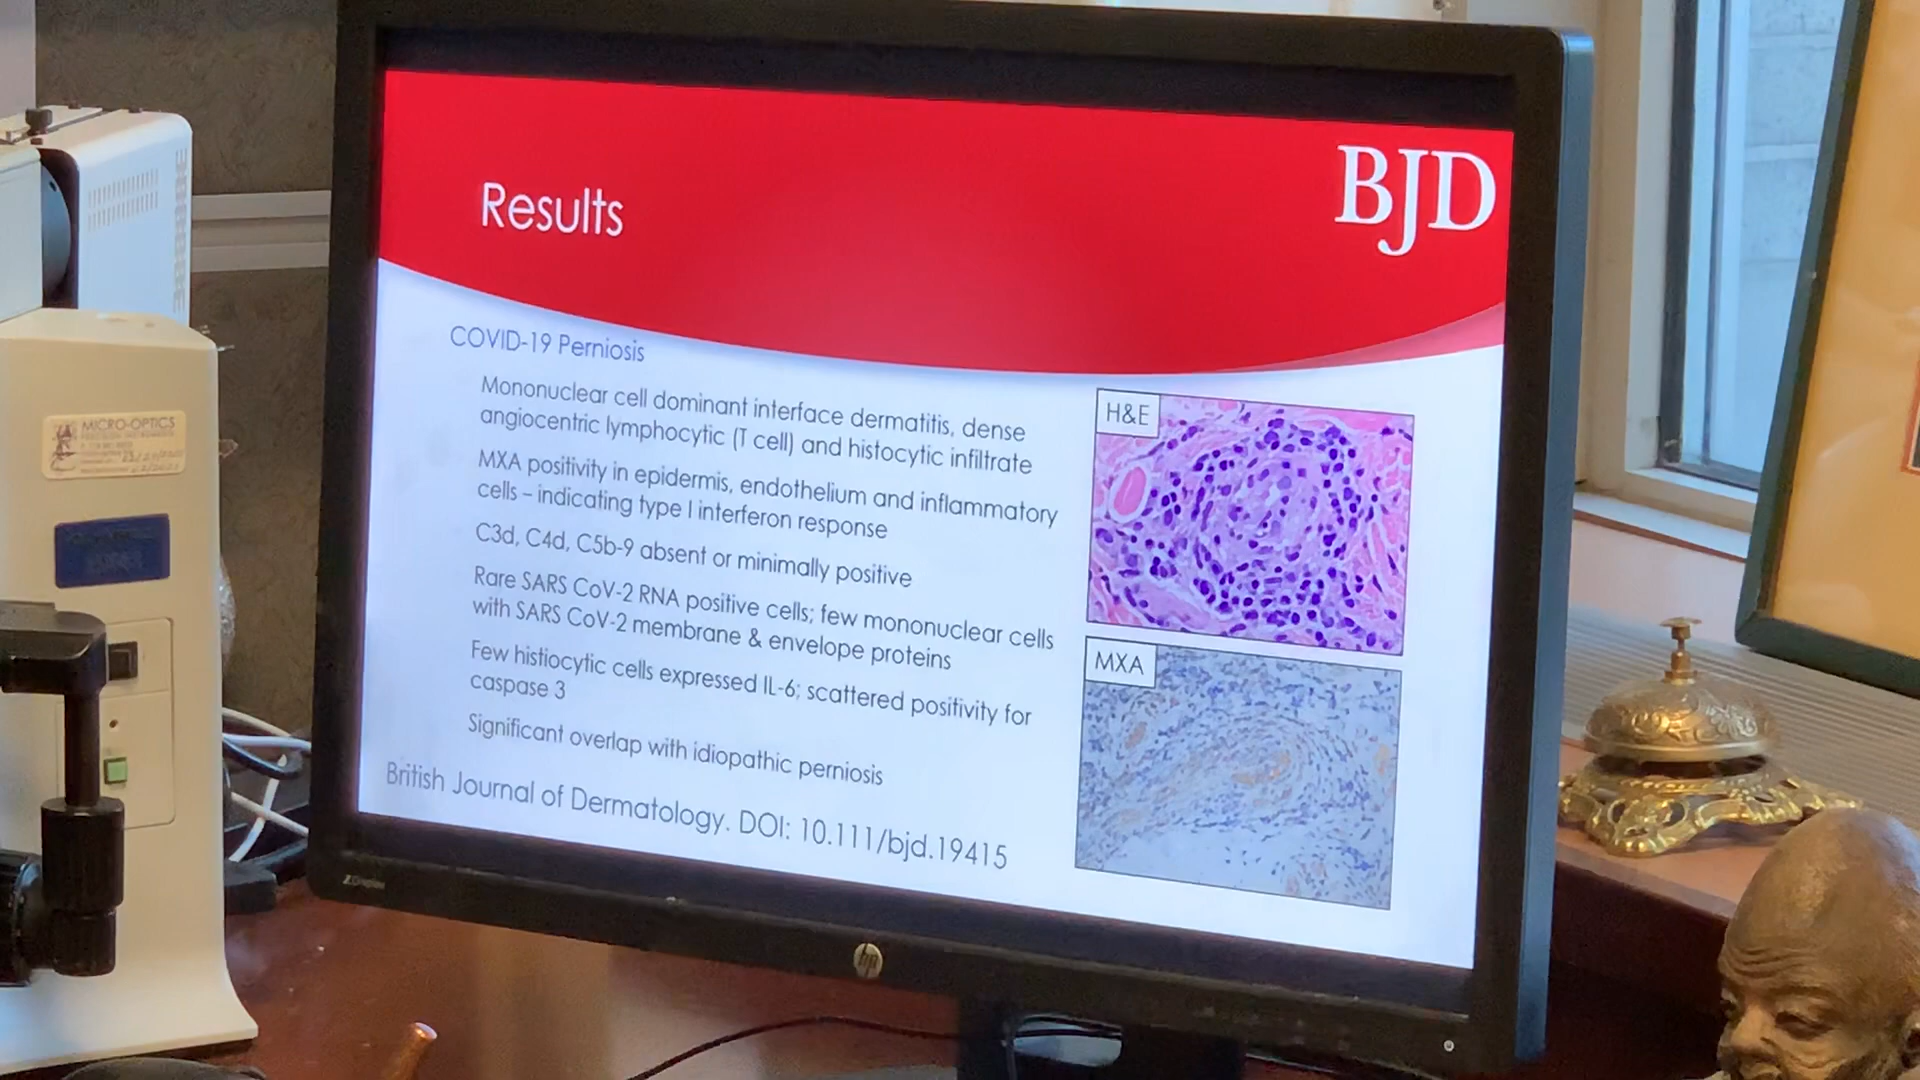 BJD
Results
COVID-19 Perniosis
Mononuclear cell dominant interface dermatitis, dense
angiocentric lymphocytic (T cell) and histocytic infiltrate
MXA positivity in epidermis, endothelium and inflammatory
cells – indicating type I interferon response
C3d, C4d, C5b-9 absent or minimally positive
Rare SARS CoV-2 RNA positive cells; few mononuclear cells
with SARS CoV-2 membrane & envelope proteins
Few histiocytic cells expressed IL-6; scattered positivity for
caspase 3
Significant overlap with idiopathic perniosis
British Journal of Dermatology. DOI: 10.111/bjd.19415
H&E
MXA
MICRO-OPTICS
hp